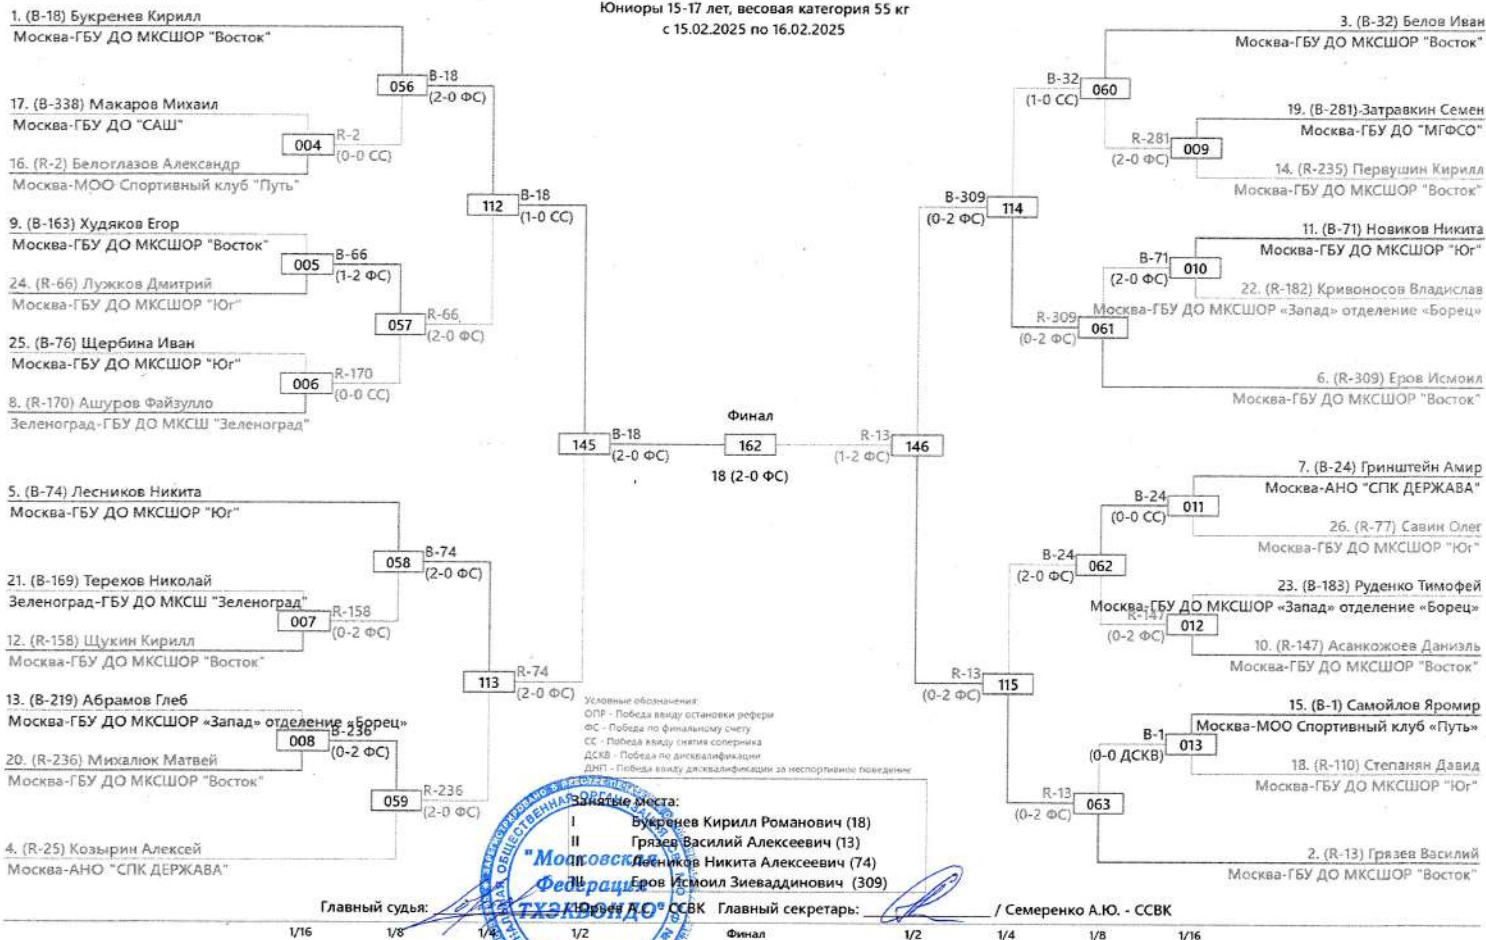 Юниоры 15-17 лет, весовая категория 55 кг
с 15.02.2025 по 16.02.2025
1. (B-18) Букренев Кирилл
Москва-ГБУ ДО МКСШОР "Восток"
056
B-18
(2-0 ФС)
17. (B-338) Макаров Михаил
Москва-ГБУ ДО "САШ"
004
R-2
(0-0 СС)
16. (R-2) Белоглазов Александр
Москва-МОО Спортивный клуб "Путь"
112
B-18
(1-0 СС)
9. (B-163) Худяков Егор
Москва-ГБУ ДО МКСШОР "Восток"
005
B-66
(1-2 ФС)
24. (R-66) Лужков Дмитрий
Москва-ГБУ ДО МКСШОР "Юг"
057
R-66
(2-0 ФС)
25. (B-76) Щербина Иван
Москва-ГБУ ДО МКСШОР "Юг"
006
R-170
(0-0 СС)
8. (R-170) Ашуров Файзулло
Зеленоград-ГБУ ДО МКСШ "Зеленоград"
145
B-18
(2-0 ФС)
5. (B-74) Лесников Никита
Москва-ГБУ ДО МКСШОР "Юг"
058
B-74
(2-0 ФС)
21. (B-169) Терехов Николай
Зеленоград-ГБУ ДО МКСШ "Зеленоград"
007
R-158
(0-2 ФС)
12. (R-158) Щукин Кирилл
Москва-ГБУ ДО МКСШОР "Восток"
113
R-74
(2-0 ФС)
13. (B-219) Абрамов Глеб
Москва-ГБУ ДО МКСШОР «Запад» отделение «Борец»
008
B-236
(0-2 ФС)
20. (R-236) Михалюк Матвей
Москва-ГБУ ДО МКСШОР "Восток"
059
R-236
(2-0 ФС)
4. (R-25) Козырин Алексей
Москва-АНО "СПК ДЕРЖАВА"
Финал
162
18 (2-0 ФС)
3. (B-32) Белов Иван
Москва-ГБУ ДО МКСШОР "Восток"
B-32
(1-0 СС)
060
19. (B-281) Затравкин Семен
Москва-ГБУ ДО "МГФСО"
R-281
(2-0 ФС)
009
14. (R-235) Первушин Кирилл
Москва-ГБУ ДО МКСШОР "Восток"
B-309
(0-2 ФС)
114
11. (B-71) Новиков Никита
Москва-ГБУ ДО МКСШОР "Юг"
B-71
(2-0 ФС)
010
22. (R-182) Кривоносов Владислав
Москва-ГБУ ДО МКСШОР «Запад» отделение «Борец»
R-309
(0-2 ФС)
061
6. (R-309) Еров Исмоил
Москва-ГБУ ДО МКСШОР "Восток"
R-13
(1-2 ФС)
146
7. (B-24) Гринштейн Амир
Москва-АНО "СПК ДЕРЖАВА"
B-24
(0-0 СС)
011
26. (R-77) Савин Олег
Москва-ГБУ ДО МКСШОР "Юг"
B-24
(2-0 ФС)
062
23. (B-183) Руденко Тимофей
Москва-ГБУ ДО МКСШОР «Запад» отделение «Борец»
R-147
(0-2 ФС)
012
10. (R-147) Асанкожоев Даниэль
Москва-ГБУ ДО МКСШОР "Восток"
R-13
(0-2 ФС)
115
15. (B-1) Самойлов Яромир
Москва-МОО Спортивный клуб «Путь»
B-1
(0-0 ДСКВ)
013
18. (R-110) Степанян Давид
Москва-ГБУ ДО МКСШОР "Юг"
R-13
(0-2 ФС)
063
2. (R-13) Грязев Василий
Москва-ГБУ ДО МКСШОР "Восток"
Условные обозначения:
ОПР - Победа ввиду остановки рефери
ФС - Победа по финальному счету
СС - Победа ввиду снятия соперника
ДСКВ - Победа по дисквалификации
ДНП - Победа ввиду дисквалификации за неспортивное поведение
Занятые места:
I Букренев Кирилл Романович (18)
II Грязев Василий Алексеевич (13)
III Лесников Никита Алексеевич (74)
III Еров Исмоил Зиеваддинович (309)
"Московская
Федерация
ТХЭКВОНДО"
Главный судья: Юрьев А.С. - ССВК Главный секретарь: / Семеренко А.Ю. - ССВК
1/16 1/8 1/4 1/2 Финал 1/2 1/4 1/8 1/16